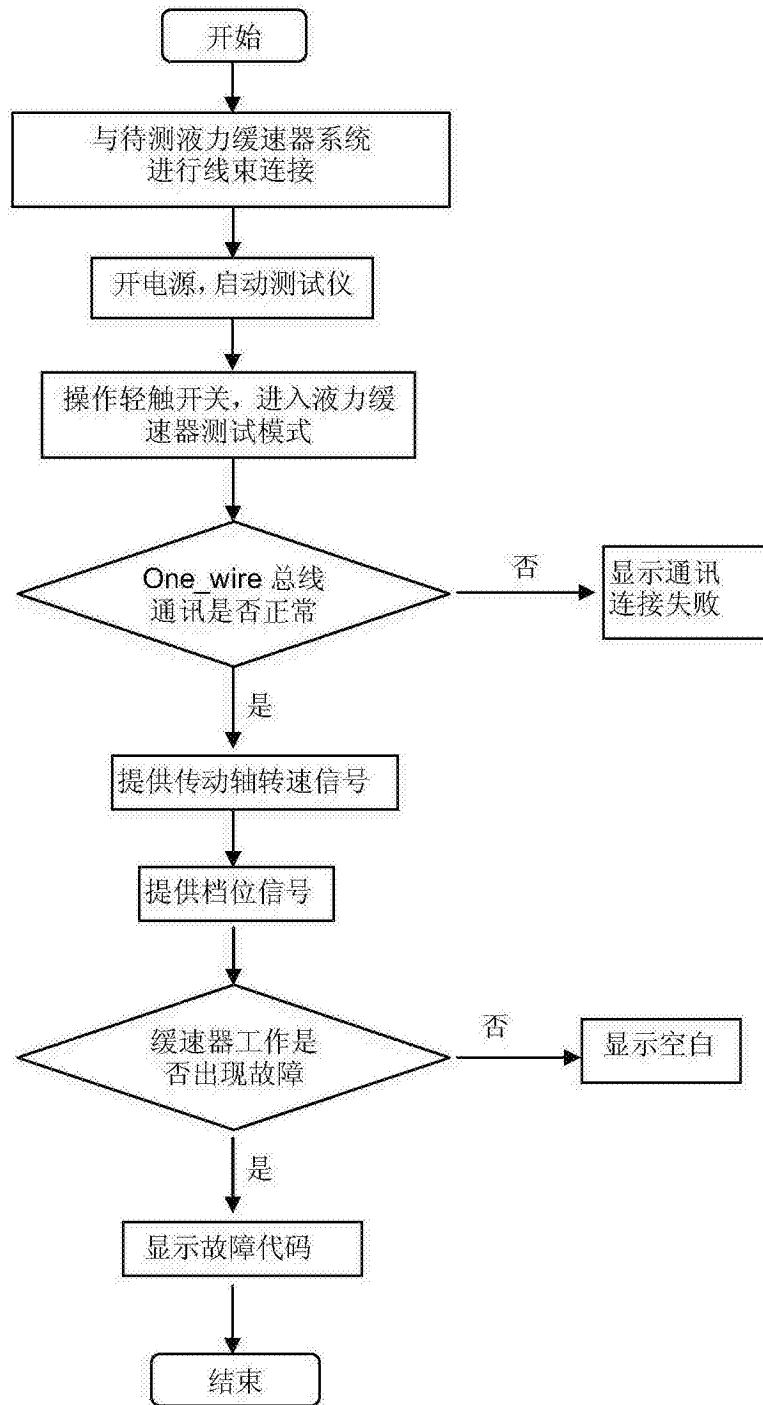 开始
与待测液力缓速器系统
进行线束连接
开电源，启动测试仪
操作轻触开关，进入液力缓
速器测试模式
One_wire 总线
通讯是否正常
否
显示通讯
连接失败
是
提供传动轴转速信号
提供档位信号
缓速器工作是
否出现故障
否
显示空白
是
显示故障代码
结束